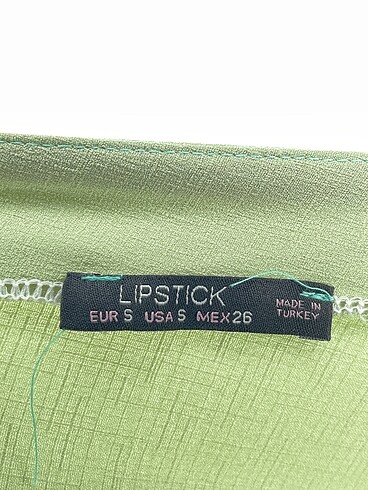 LIPSTICK
EUR S USA S MEX 26
MADE IN
TURKEY